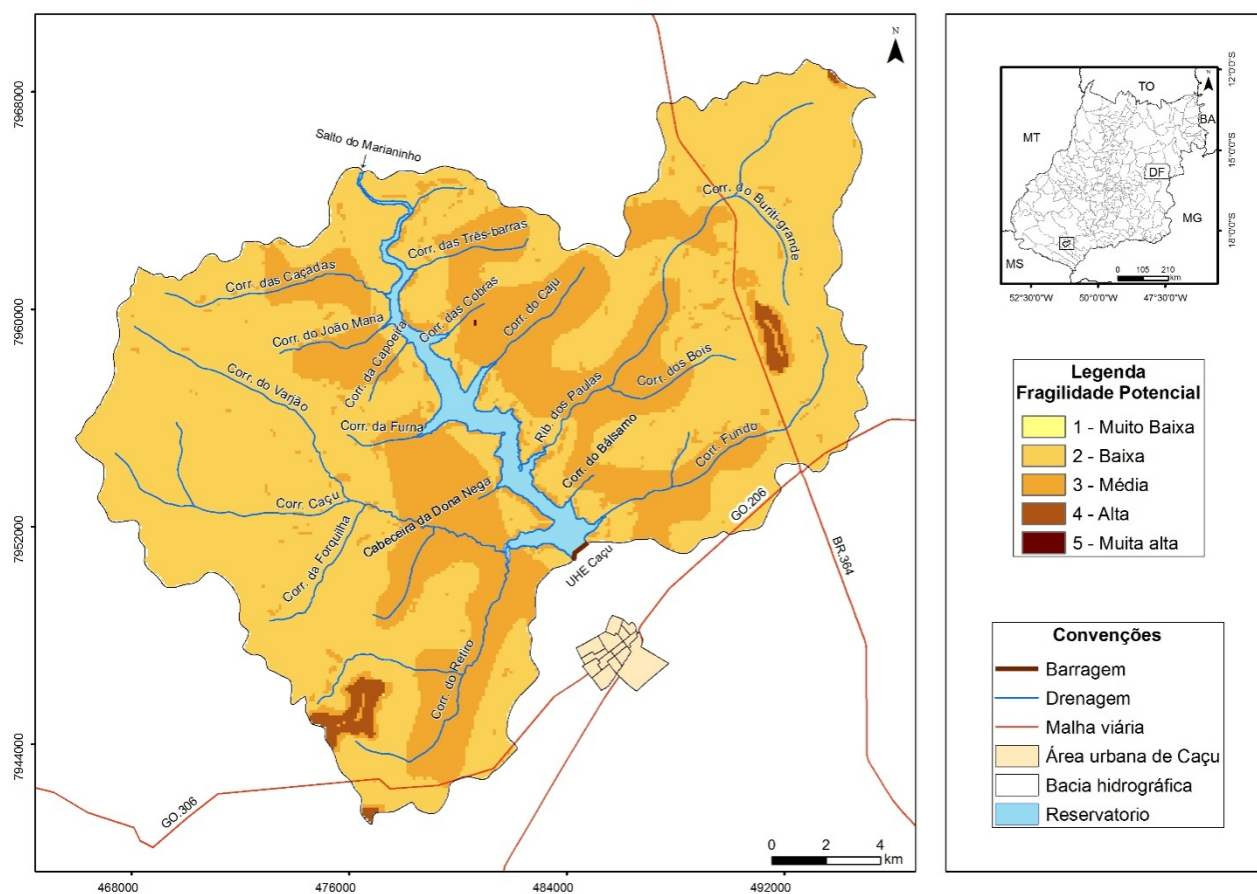 N
7968000
7960000
7952000
7944000
468000
476000
484000
492000
Salto do Marianinho
Corr. das Três-barras
Corr. do Buriti-grande
Corr. das Caçadas
Corr. das Cobras
Corr. do Caju
Corr. do João Maria
Corr. da Capoeira
Corr. do Varjão
Corr. dos Bois
Rib. dos Paulas
Corr. da Furna
Corr. do Bálsamo
Corr. Fundo
Corr. Caçu
Cabeceira da Dona Nega
Corr. da Forquilha
UHE Caçu
GO.206
BR.364
Corr. do Retiro
GO.306
0 2 4
km
N
TO
BA
MT
DF
MG
MS
12°0'0"S
15°0'0"S
18°0'0"S
0 105 210
km
52°30'0"W
50°0'0"W
47°30'0"W
Legenda
Fragilidade Potencial
1 - Muito Baixa
2 - Baixa
3 - Média
4 - Alta
5 - Muita alta
Convenções
Barragem
Drenagem
Malha viária
Área urbana de Caçu
Bacia hidrográfica
Reservatorio